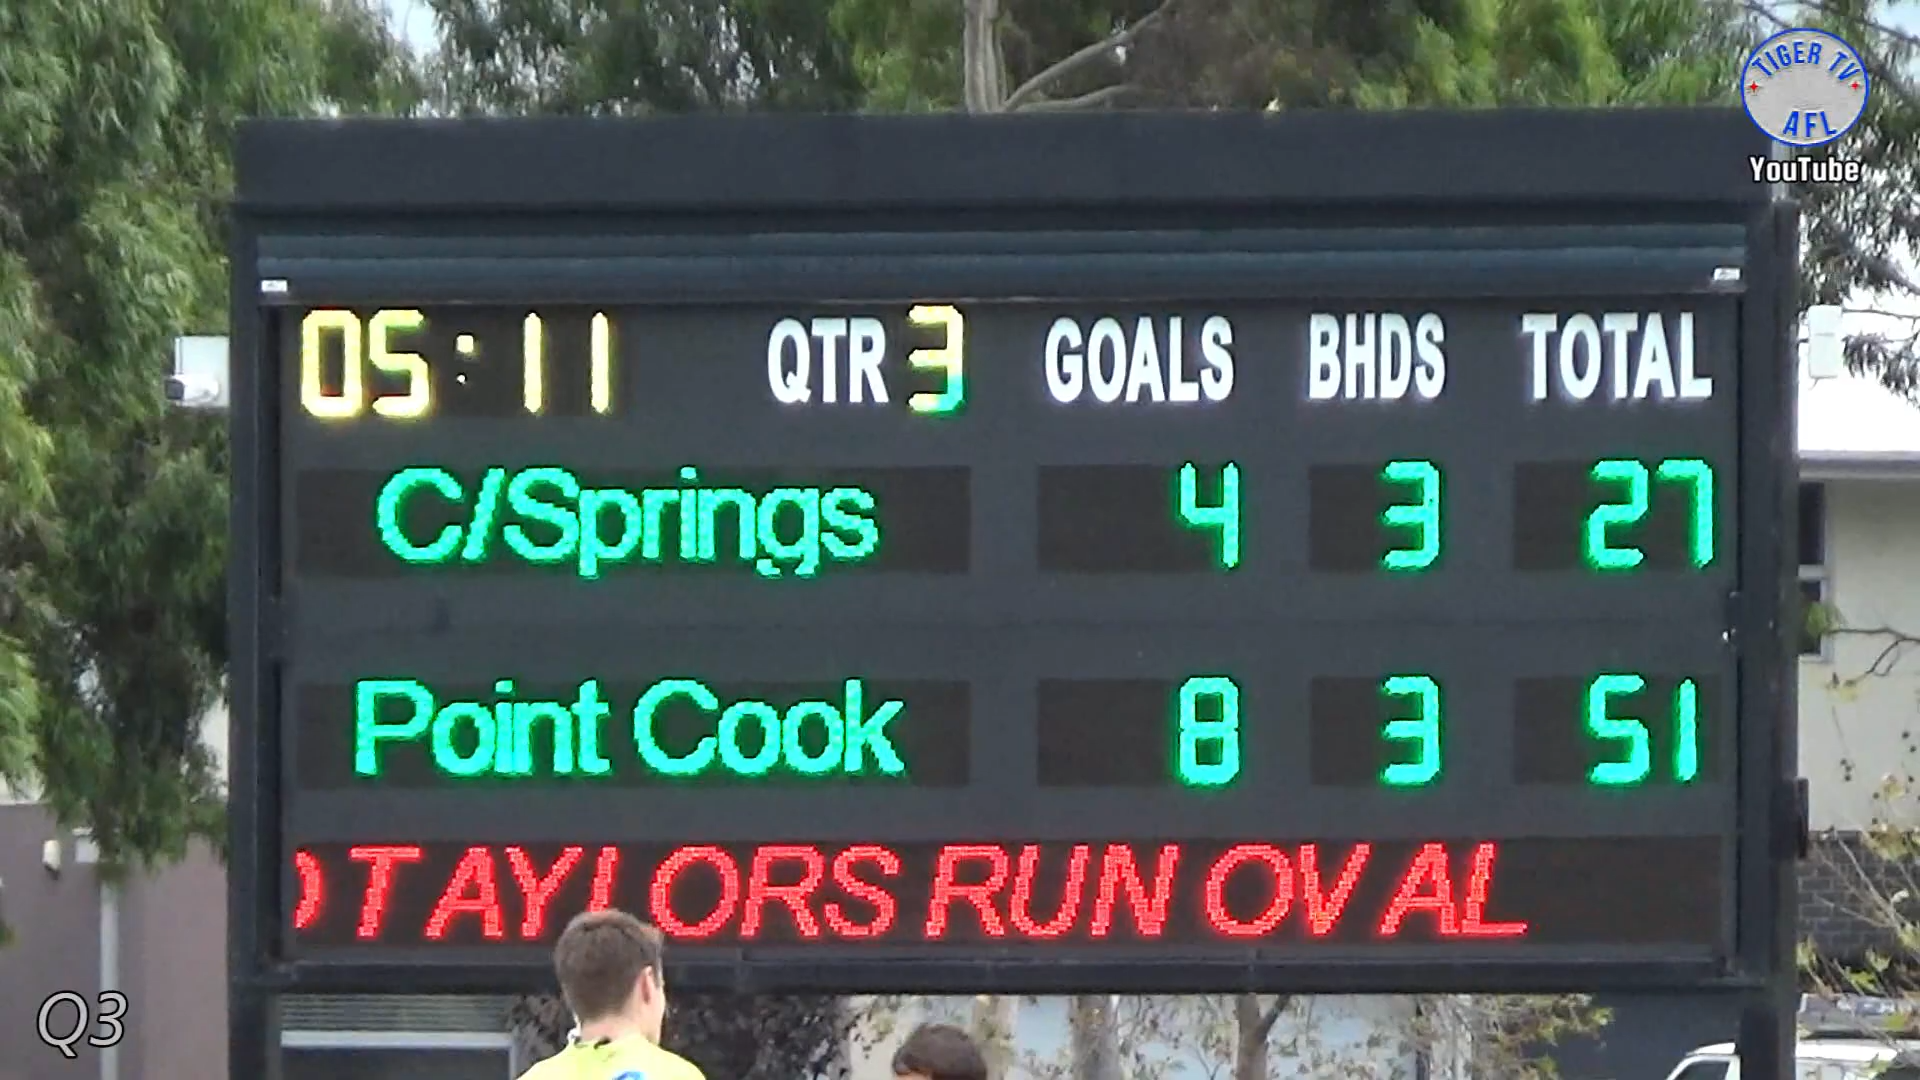 TIGER TV
AFL
YouTube
05:11 QTR 3 GOALS BHDS TOTAL
C/Springs 4 3 27
Point Cook 8 3 51
TAYLORS RUN OVAL
Q3